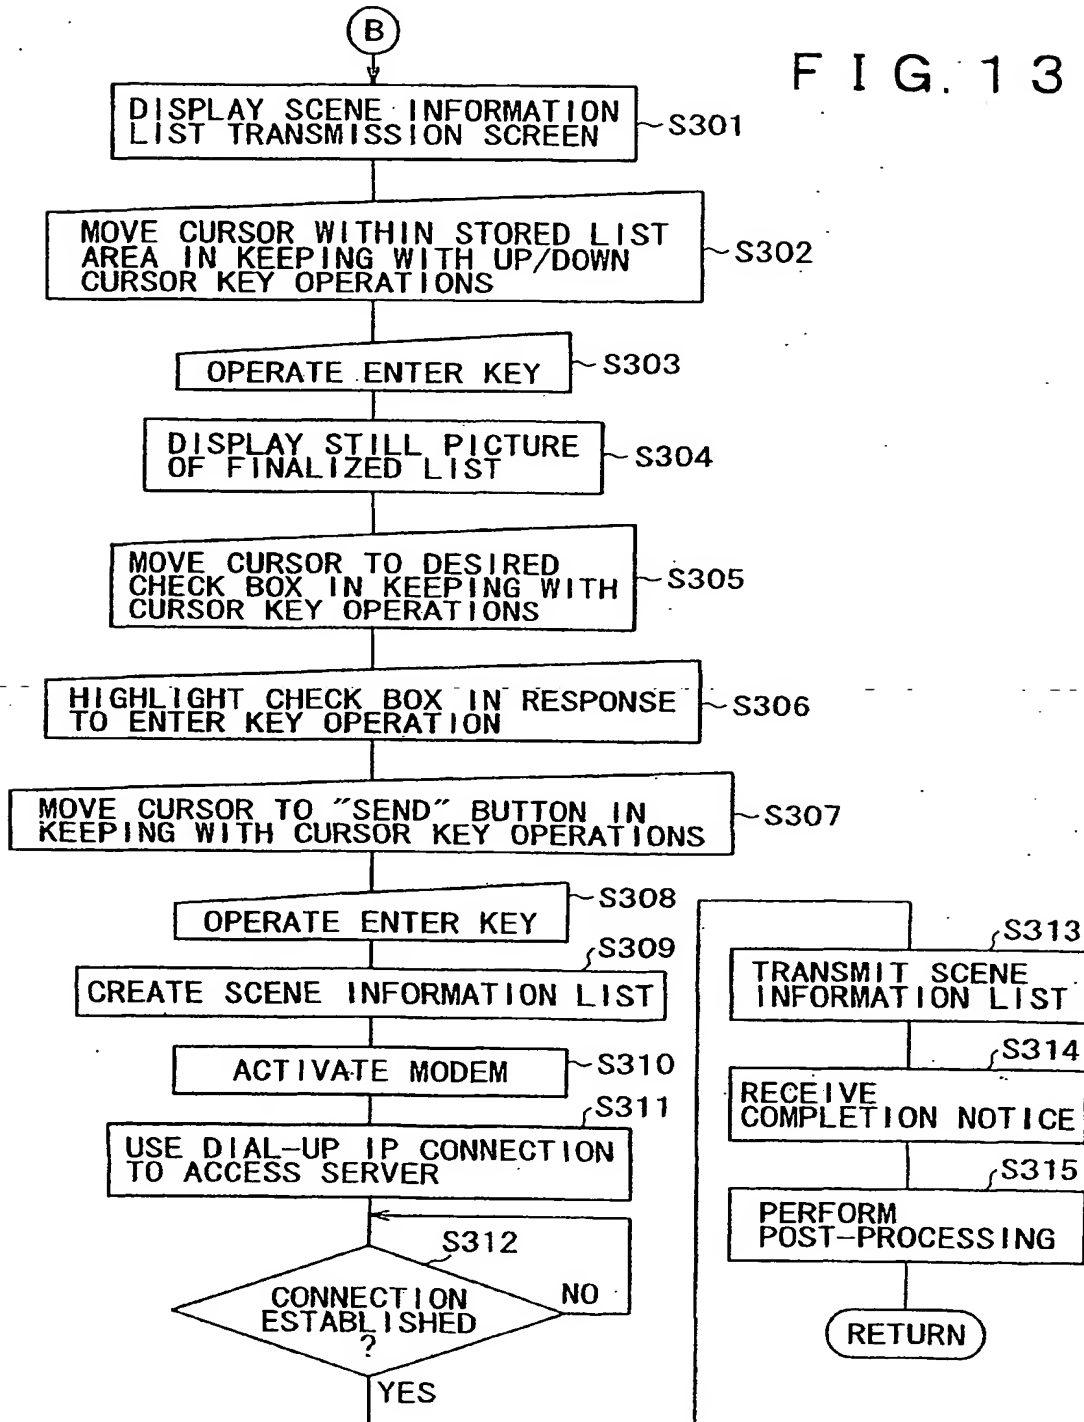 B
FIG. 13
DISPLAY SCENE INFORMATION
LIST TRANSMISSION SCREEN
S301
MOVE CURSOR WITHIN STORED LIST
AREA IN KEEPING WITH UP/DOWN
CURSOR KEY OPERATIONS
S302
OPERATE ENTER KEY
S303
DISPLAY STILL PICTURE
OF FINALIZED LIST
S304
MOVE CURSOR TO DESIRED
CHECK BOX IN KEEPING WITH
CURSOR KEY OPERATIONS
S305
HIGHLIGHT CHECK BOX IN RESPONSE
TO ENTER KEY OPERATION
S306
MOVE CURSOR TO "SEND" BUTTON IN
KEEPING WITH CURSOR KEY OPERATIONS
S307
OPERATE ENTER KEY
S308
S309
CREATE SCENE INFORMATION LIST
ACTIVATE MODEM
S310
S311
USE DIAL-UP IP CONNECTION
TO ACCESS SERVER
S312
CONNECTION
ESTABLISHED
?
NO
YES
S313
TRANSMIT SCENE
INFORMATION LIST
S314
RECEIVE
COMPLETION NOTICE
S315
PERFORM
POST-PROCESSING
RETURN